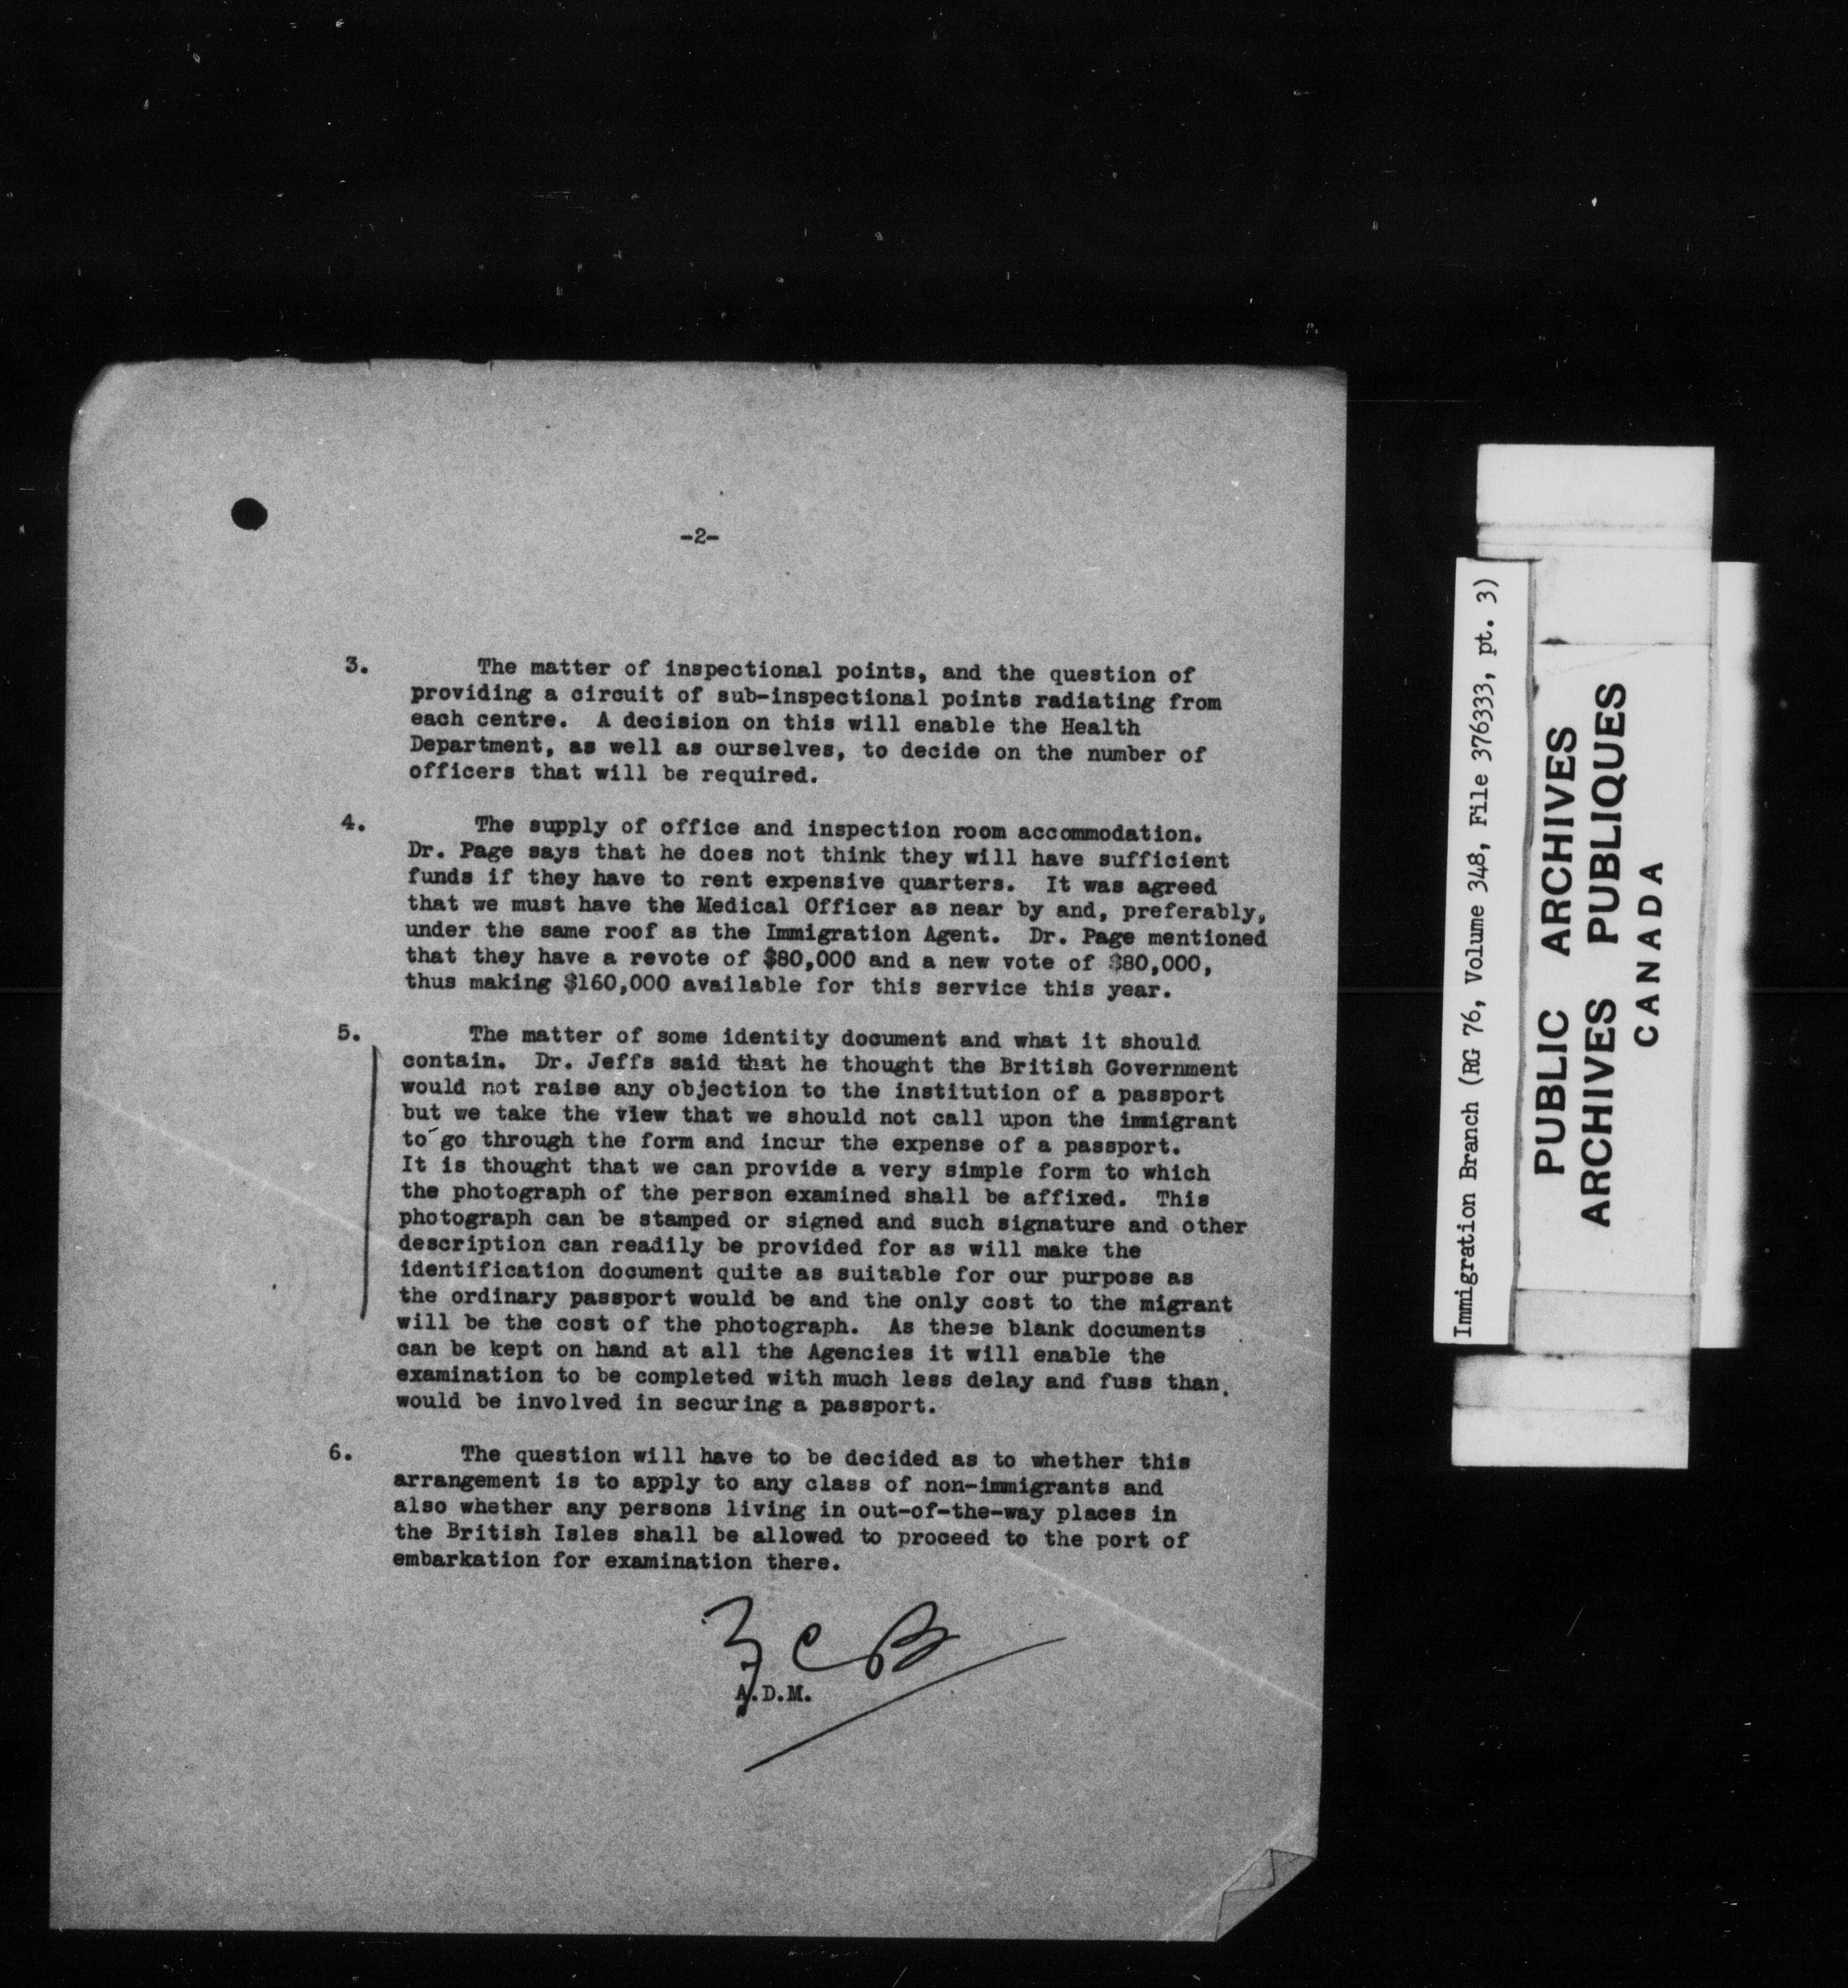 -2-
3. The matter of inspectional points, and the question of
providing a circuit of sub-inspectional points radiating from
each centre. A decision on this will enable the Health
Department, as well as ourselves, to decide on the number of
officers that will be required.
4. The supply of office and inspection room accommodation.
Dr. Page says that he does not think they will have sufficient
funds if they have to rent expensive quarters. It was agreed
that we must have the Medical Officer as near by and, preferably,
under the same roof as the Immigration Agent. Dr. Page mentioned
that they have a revote of $80,000 and a new vote of $80,000,
thus making $160,000 available for this service this year.
5. The matter of some identity document and what it should
contain. Dr. Jeffs said that he thought the British Government
would not raise any objection to the institution of a passport
but we take the view that we should not call upon the immigrant
to go through the form and incur the expense of a passport.
It is thought that we can provide a very simple form to which
the photograph of the person examined shall be affixed. This
photograph can be stamped or signed and such signature and other
description can readily be provided for as will make the
identification document quite as suitable for our purpose as
the ordinary passport would be and the only cost to the migrant
will be the cost of the photograph. As these blank documents
can be kept on hand at all the Agencies it will enable the
examination to be completed with much less delay and fuss than
would be involved in securing a passport.
6. The question will have to be decided as to whether this
arrangement is to apply to any class of non-immigrants and
also whether any persons living in out-of-the-way places in
the British Isles shall be allowed to proceed to the port of
embarkation for examination there.
A.D.M.
Immigration Branch (RG 76, Volume 348, File 376333, pt. 3)
PUBLIC ARCHIVES
ARCHIVES PUBLIQUES
CANADA